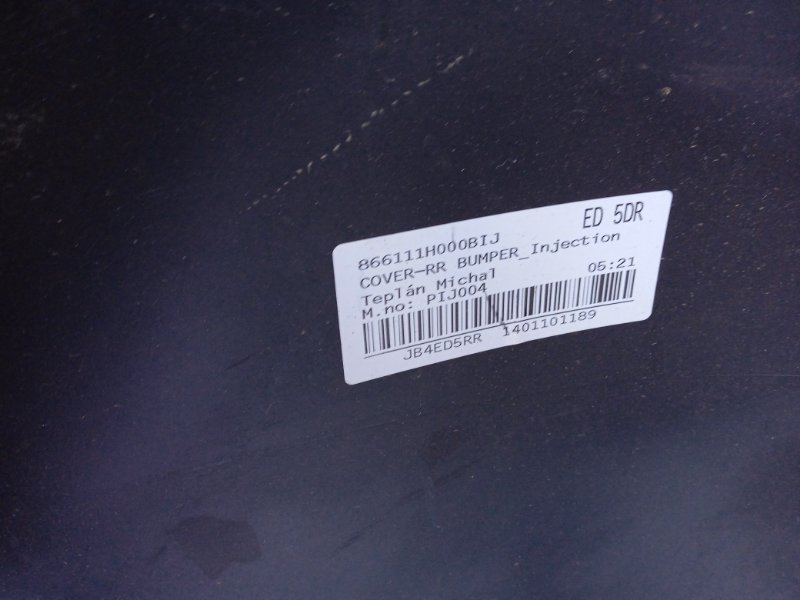 ED 5DR
866111H000BIJ
COVER-RR BUMPER_Injection
Teplán Michal 05:21
M.no: PIJ004
JB4ED5RR 1401101189